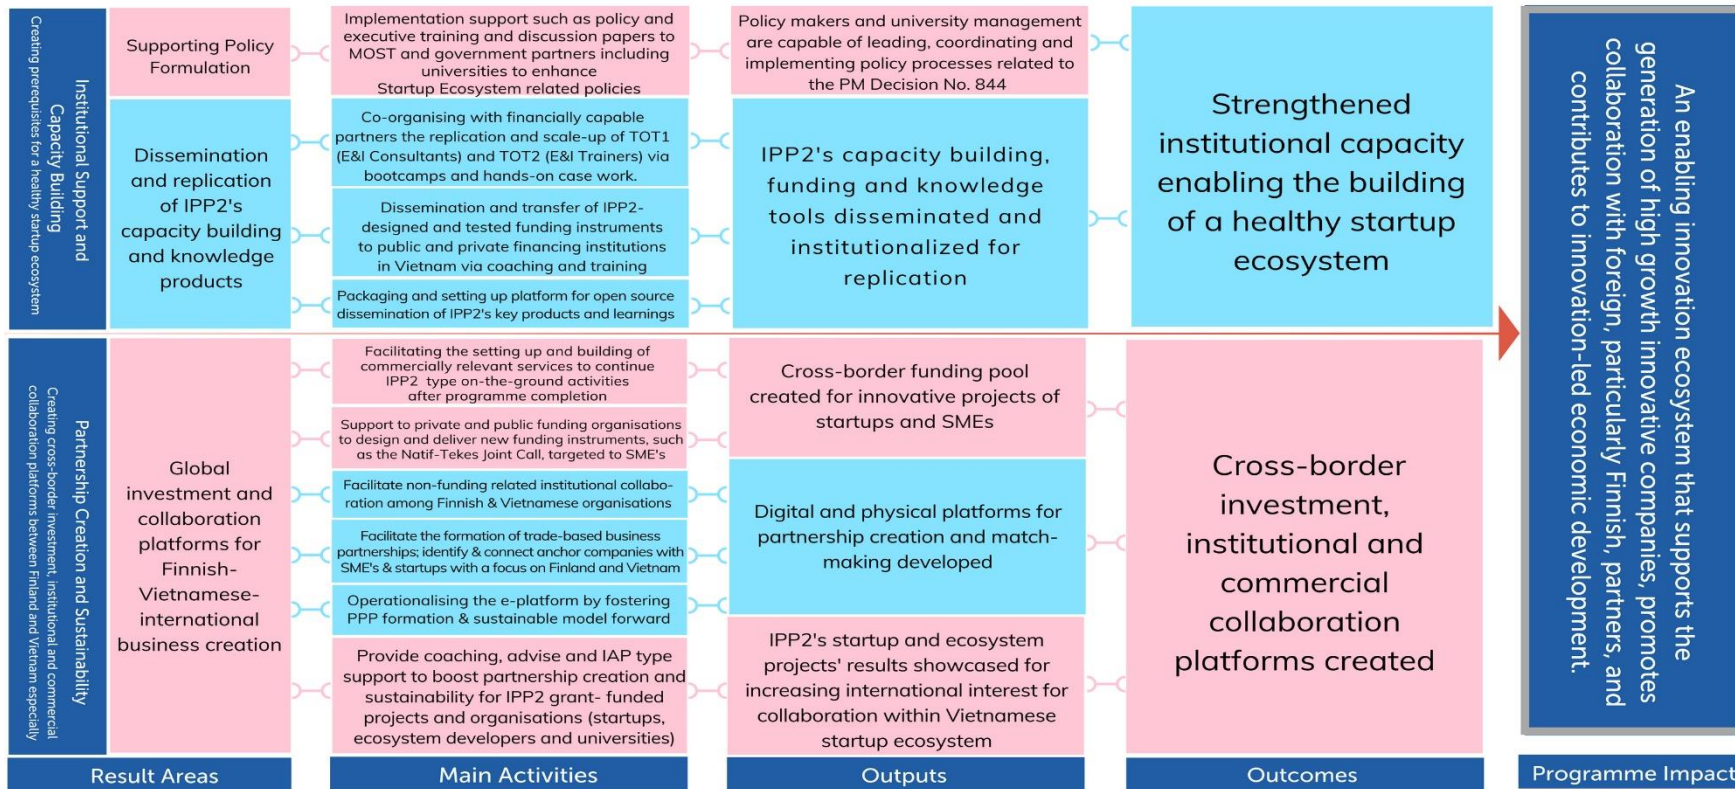 Institutional Support and
Capacity Building
Creating prerequisites for a healthy startup ecosystem
Supporting Policy
Formulation
Implementation support such as policy and
executive training and discussion papers to
MOST and government partners including
universities to enhance
Startup Ecosystem related policies
Policy makers and university management
are capable of leading, coordinating and
implementing policy processes related to
the PM Decision No. 844
Dissemination
and replication
of IPP2's
capacity building
and knowledge
products
Co-organising with financially capable
partners the replication and scale-up of TOT1
(E&I Consultants) and TOT2 (E&I Trainers) via
bootcamps and hands-on case work.
Dissemination and transfer of IPP2-
designed and tested funding instruments
to public and private financing institutions
in Vietnam via coaching and training
Packaging and setting up platform for open source
dissemination of IPP2's key products and learnings
IPP2's capacity building,
funding and knowledge
tools disseminated and
institutionalized for
replication
Strengthened
institutional capacity
enabling the building
of a healthy startup
ecosystem
Partnership Creation and Sustainability
Creating cross-border investment, institutional and commercial
collaboration platforms between Finland and Vietnam especially
Global
investment and
collaboration
platforms for
Finnish-
Vietnamese-
international
business creation
Facilitating the setting up and building of
commercially relevant services to continue
IPP2 type on-the-ground activities
after programme completion
Support to private and public funding organisations
to design and deliver new funding instruments, such
as the Natif-Tekes Joint Call, targeted to SME's
Facilitate non-funding related institutional collabo-
ration among Finnish & Vietnamese organisations
Facilitate the formation of trade-based business
partnerships; identify & connect anchor companies with
SME's & startups with a focus on Finland and Vietnam
Operationalising the e-platform by fostering
PPP formation & sustainable model forward
Provide coaching, advise and IAP type
support to boost partnership creation and
sustainability for IPP2 grant- funded
projects and organisations (startups,
ecosystem developers and universities)
Cross-border funding pool
created for innovative projects of
startups and SMEs
Digital and physical platforms for
partnership creation and match-
making developed
IPP2's startup and ecosystem
projects' results showcased for
increasing international interest for
collaboration within Vietnamese
startup ecosystem
Cross-border
investment,
institutional and
commercial
collaboration
platforms created
An enabling innovation ecosystem that supports the
generation of high growth innovative companies, promotes
collaboration with foreign, particularly Finnish, partners, and
contributes to innovation-led economic development.
Result Areas
Main Activities
Outputs
Outcomes
Programme Impact